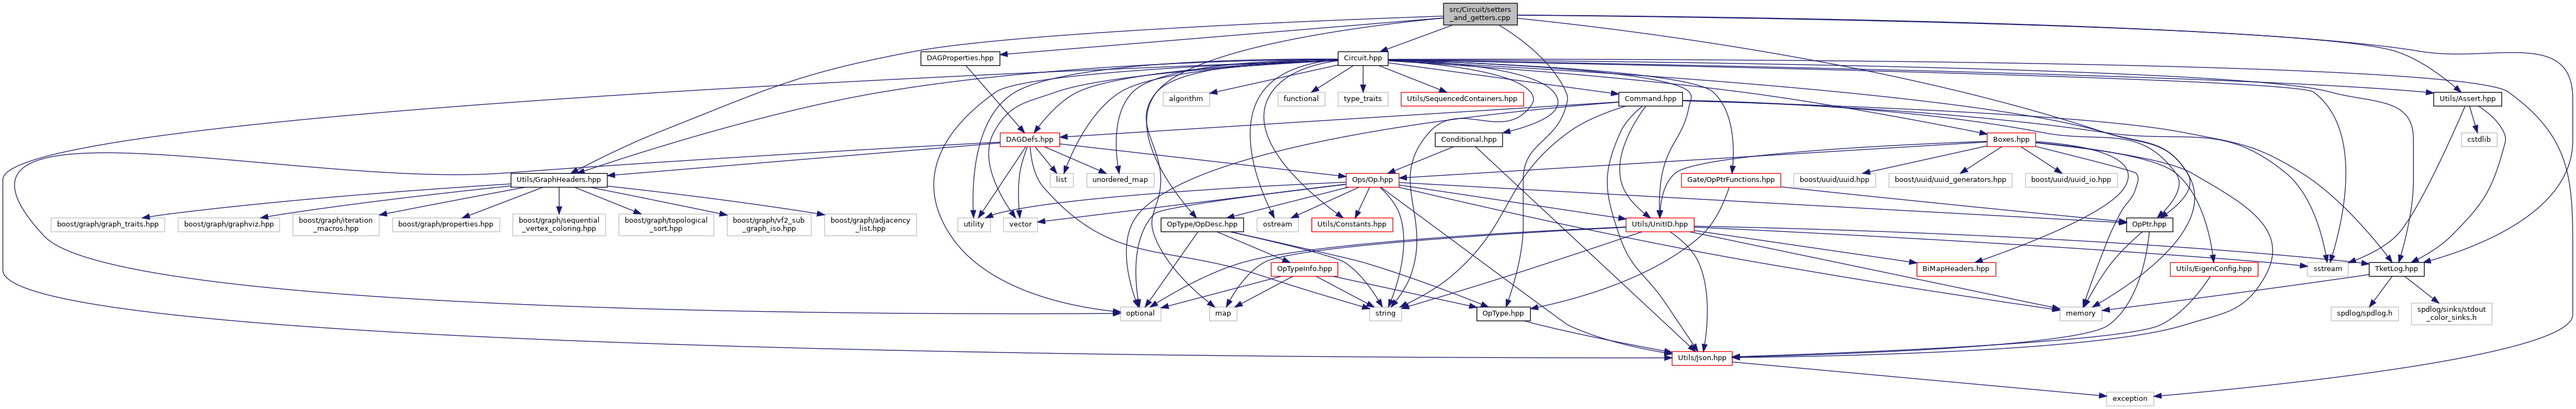 src/Circuit/setters
_and_getters.cpp
DAGProperties.hpp
Circuit.hpp
algorithm
functional
type_traits
Utils/SequencedContainers.hpp
Command.hpp
Utils/Assert.hpp
DAGDefs.hpp
Conditional.hpp
Boxes.hpp
cstdlib
Utils/GraphHeaders.hpp
list
unordered_map
Ops/Op.hpp
Gate/OpPtrFunctions.hpp
boost/uuid/uuid.hpp
boost/uuid/uuid_generators.hpp
boost/uuid/uuid_io.hpp
boost/graph/graph_traits.hpp
boost/graph/graphviz.hpp
boost/graph/iteration
_macros.hpp
boost/graph/properties.hpp
boost/graph/sequential
_vertex_coloring.hpp
boost/graph/topological
_sort.hpp
boost/graph/vf2_sub
_graph_iso.hpp
boost/graph/adjacency
_list.hpp
utility
vector
OpType/OpDesc.hpp
ostream
Utils/Constants.hpp
Utils/UnitID.hpp
OpPtr.hpp
OpTypeInfo.hpp
BiMapHeaders.hpp
Utils/EigenConfig.hpp
sstream
TketLog.hpp
optional
map
string
OpType.hpp
memory
spdlog/spdlog.h
spdlog/sinks/stdout
_color_sinks.h
Utils/Json.hpp
exception